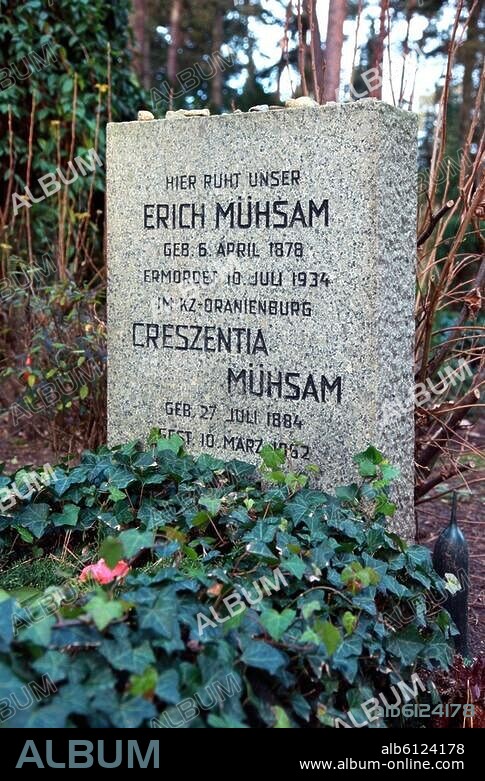 HIER RUHT UNSER
ERICH MÜHSAM
GEB. 6. APRIL 1878
ERMORDET 10. JULI 1934
IM KZ-ORANIENBURG
CRESZENTIA
MÜHSAM
GEB. 27. JULI 1884
GEST 10. MÄRZ 1962
alb6124178
ALBUM
alb6124178
www.album-online.com